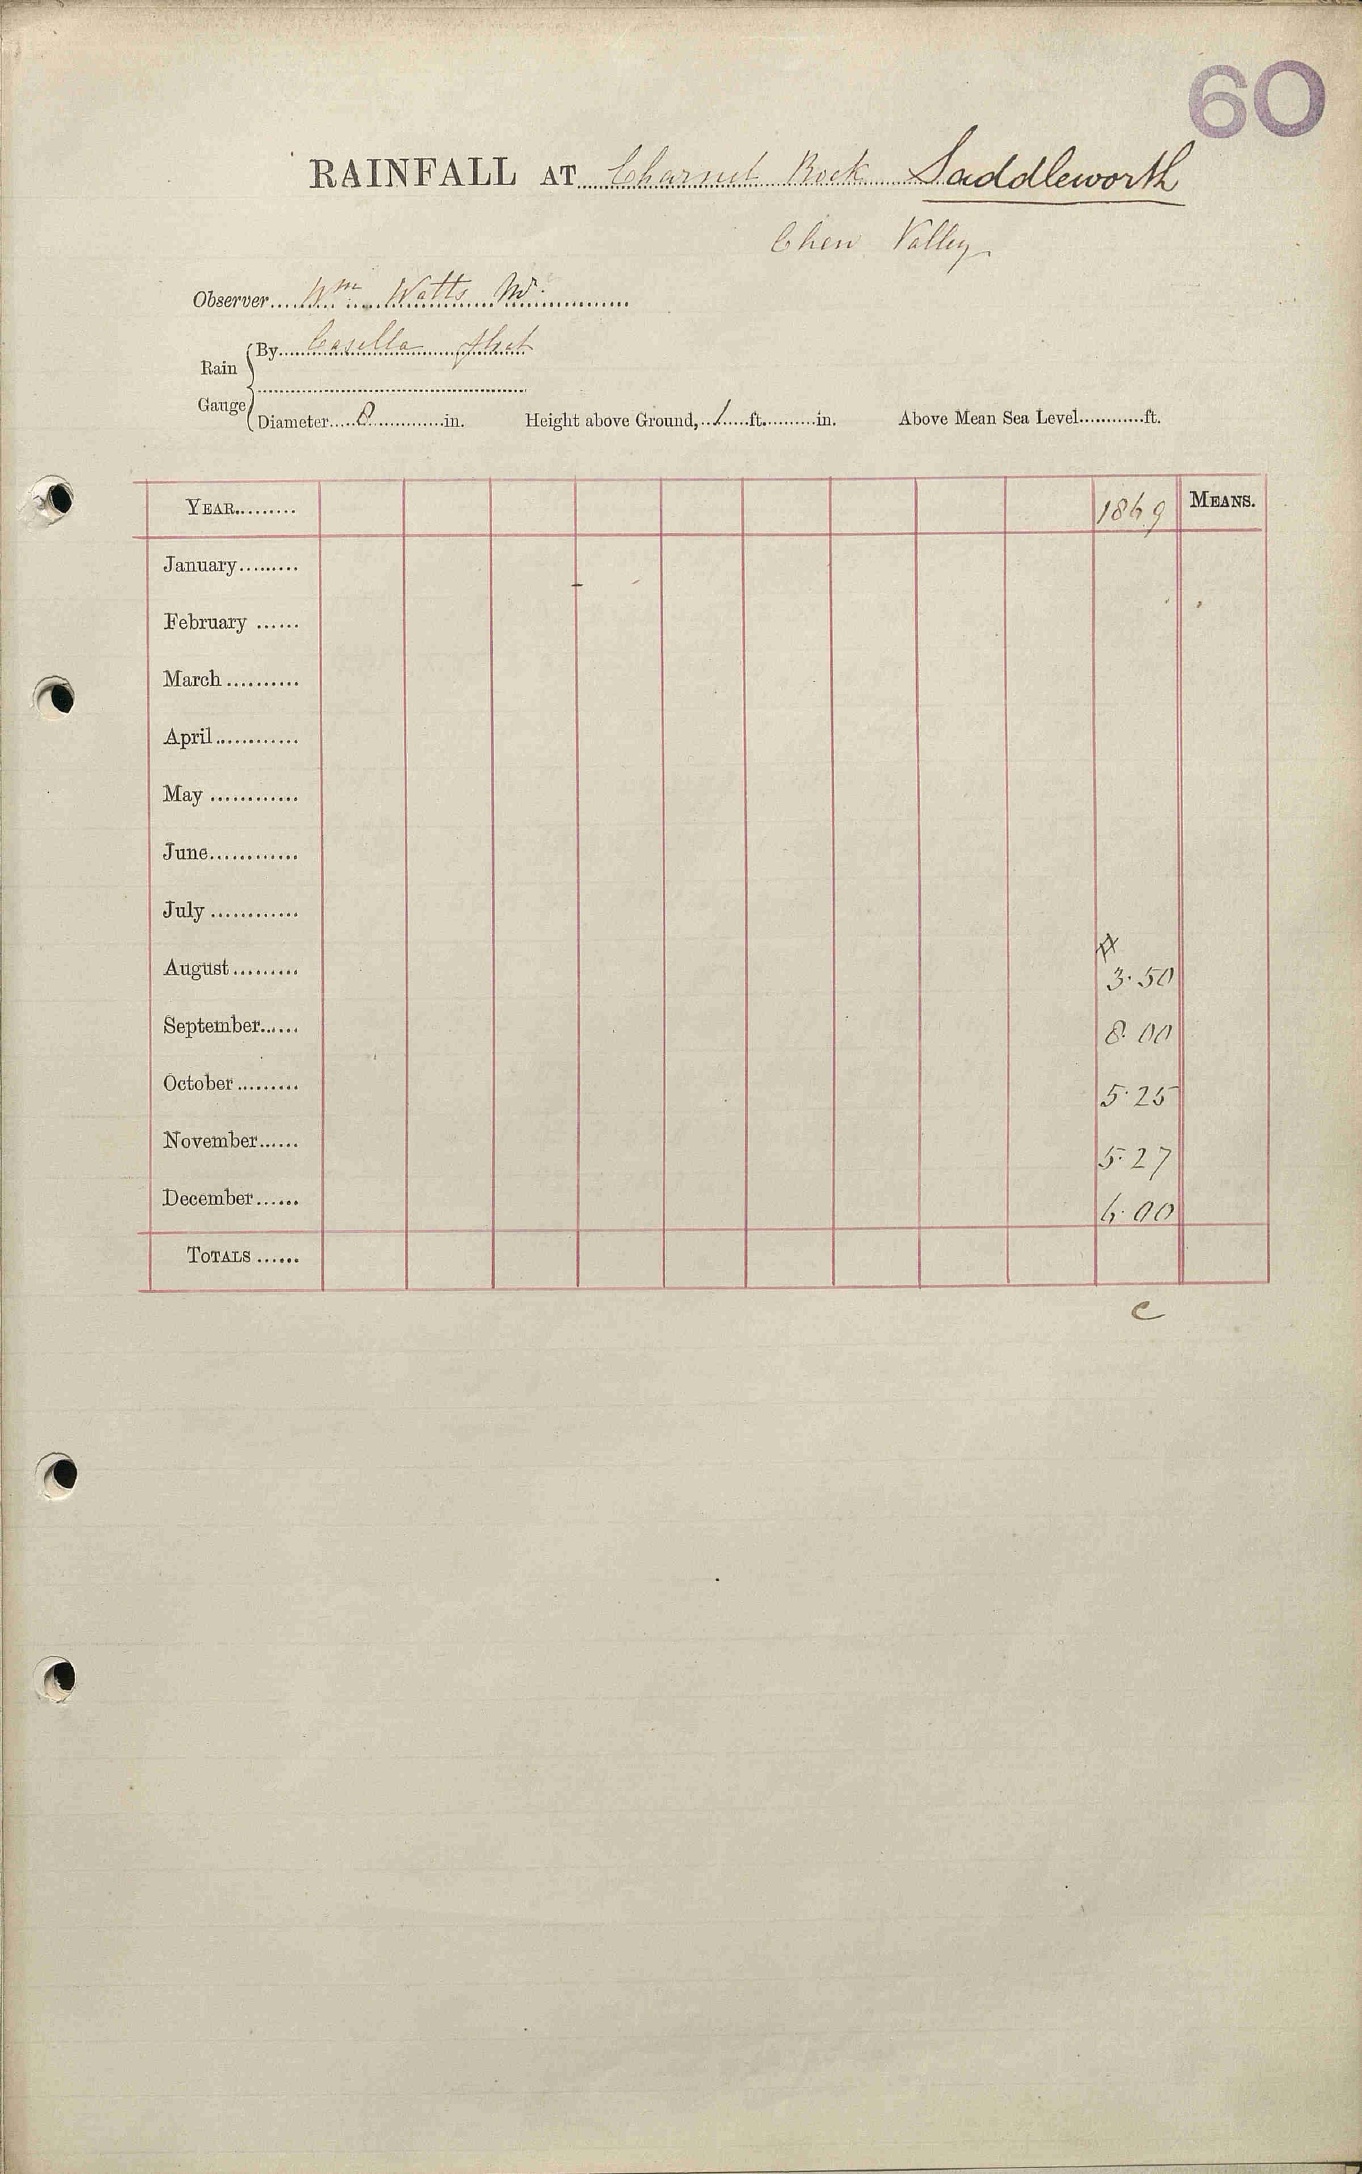 60
RAINFALL AT Charnel Rock Saddleworth
Chew Valley
Observer Wm Watts
Rain Gauge
By Casella float
Diameter 8 in. Height above Ground, 1 ft. in. Above Mean Sea Level ft.
YEAR 1869 MEANS.
January
February
March
April
May
June
July
August 3.50
September 8.00
October 5.25
November 5.27
December 6.00
TOTALS
c